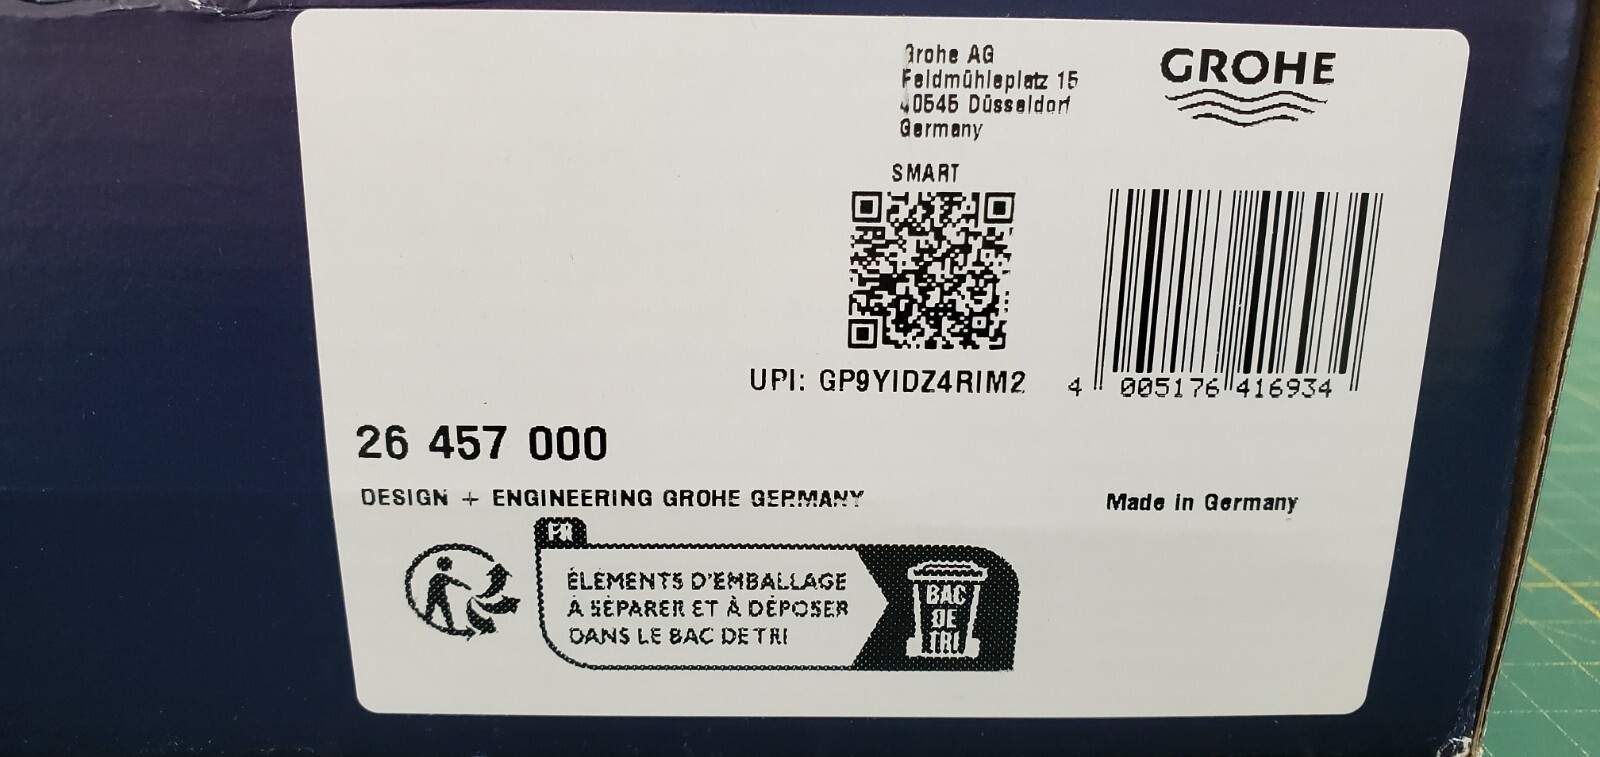 Grohe AG
Feldmühleplatz 15
40545 Düsseldorf
Germany
GROHE
SMART
UPI: GP9YIDZ4RIM2
4 005176 416934
26 457 000
DESIGN + ENGINEERING GROHE GERMANY
Made in Germany
FR
ÉLÉMENTS D'EMBALLAGE
À SÉPARER ET À DÉPOSER
DANS LE BAC DE TRI
BAC
DE
TRI